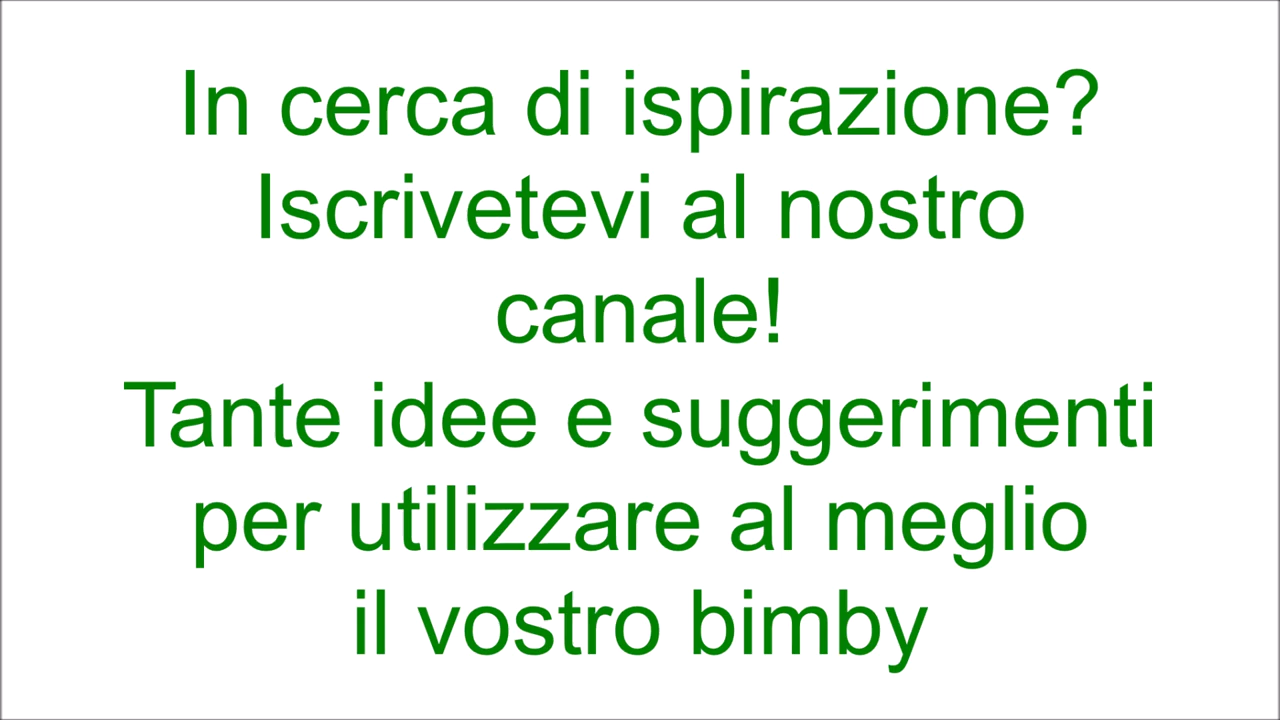 In cerca di ispirazione?
Iscrivetevi al nostro
canale!
Tante idee e suggerimenti
per utilizzare al meglio
il vostro bimby